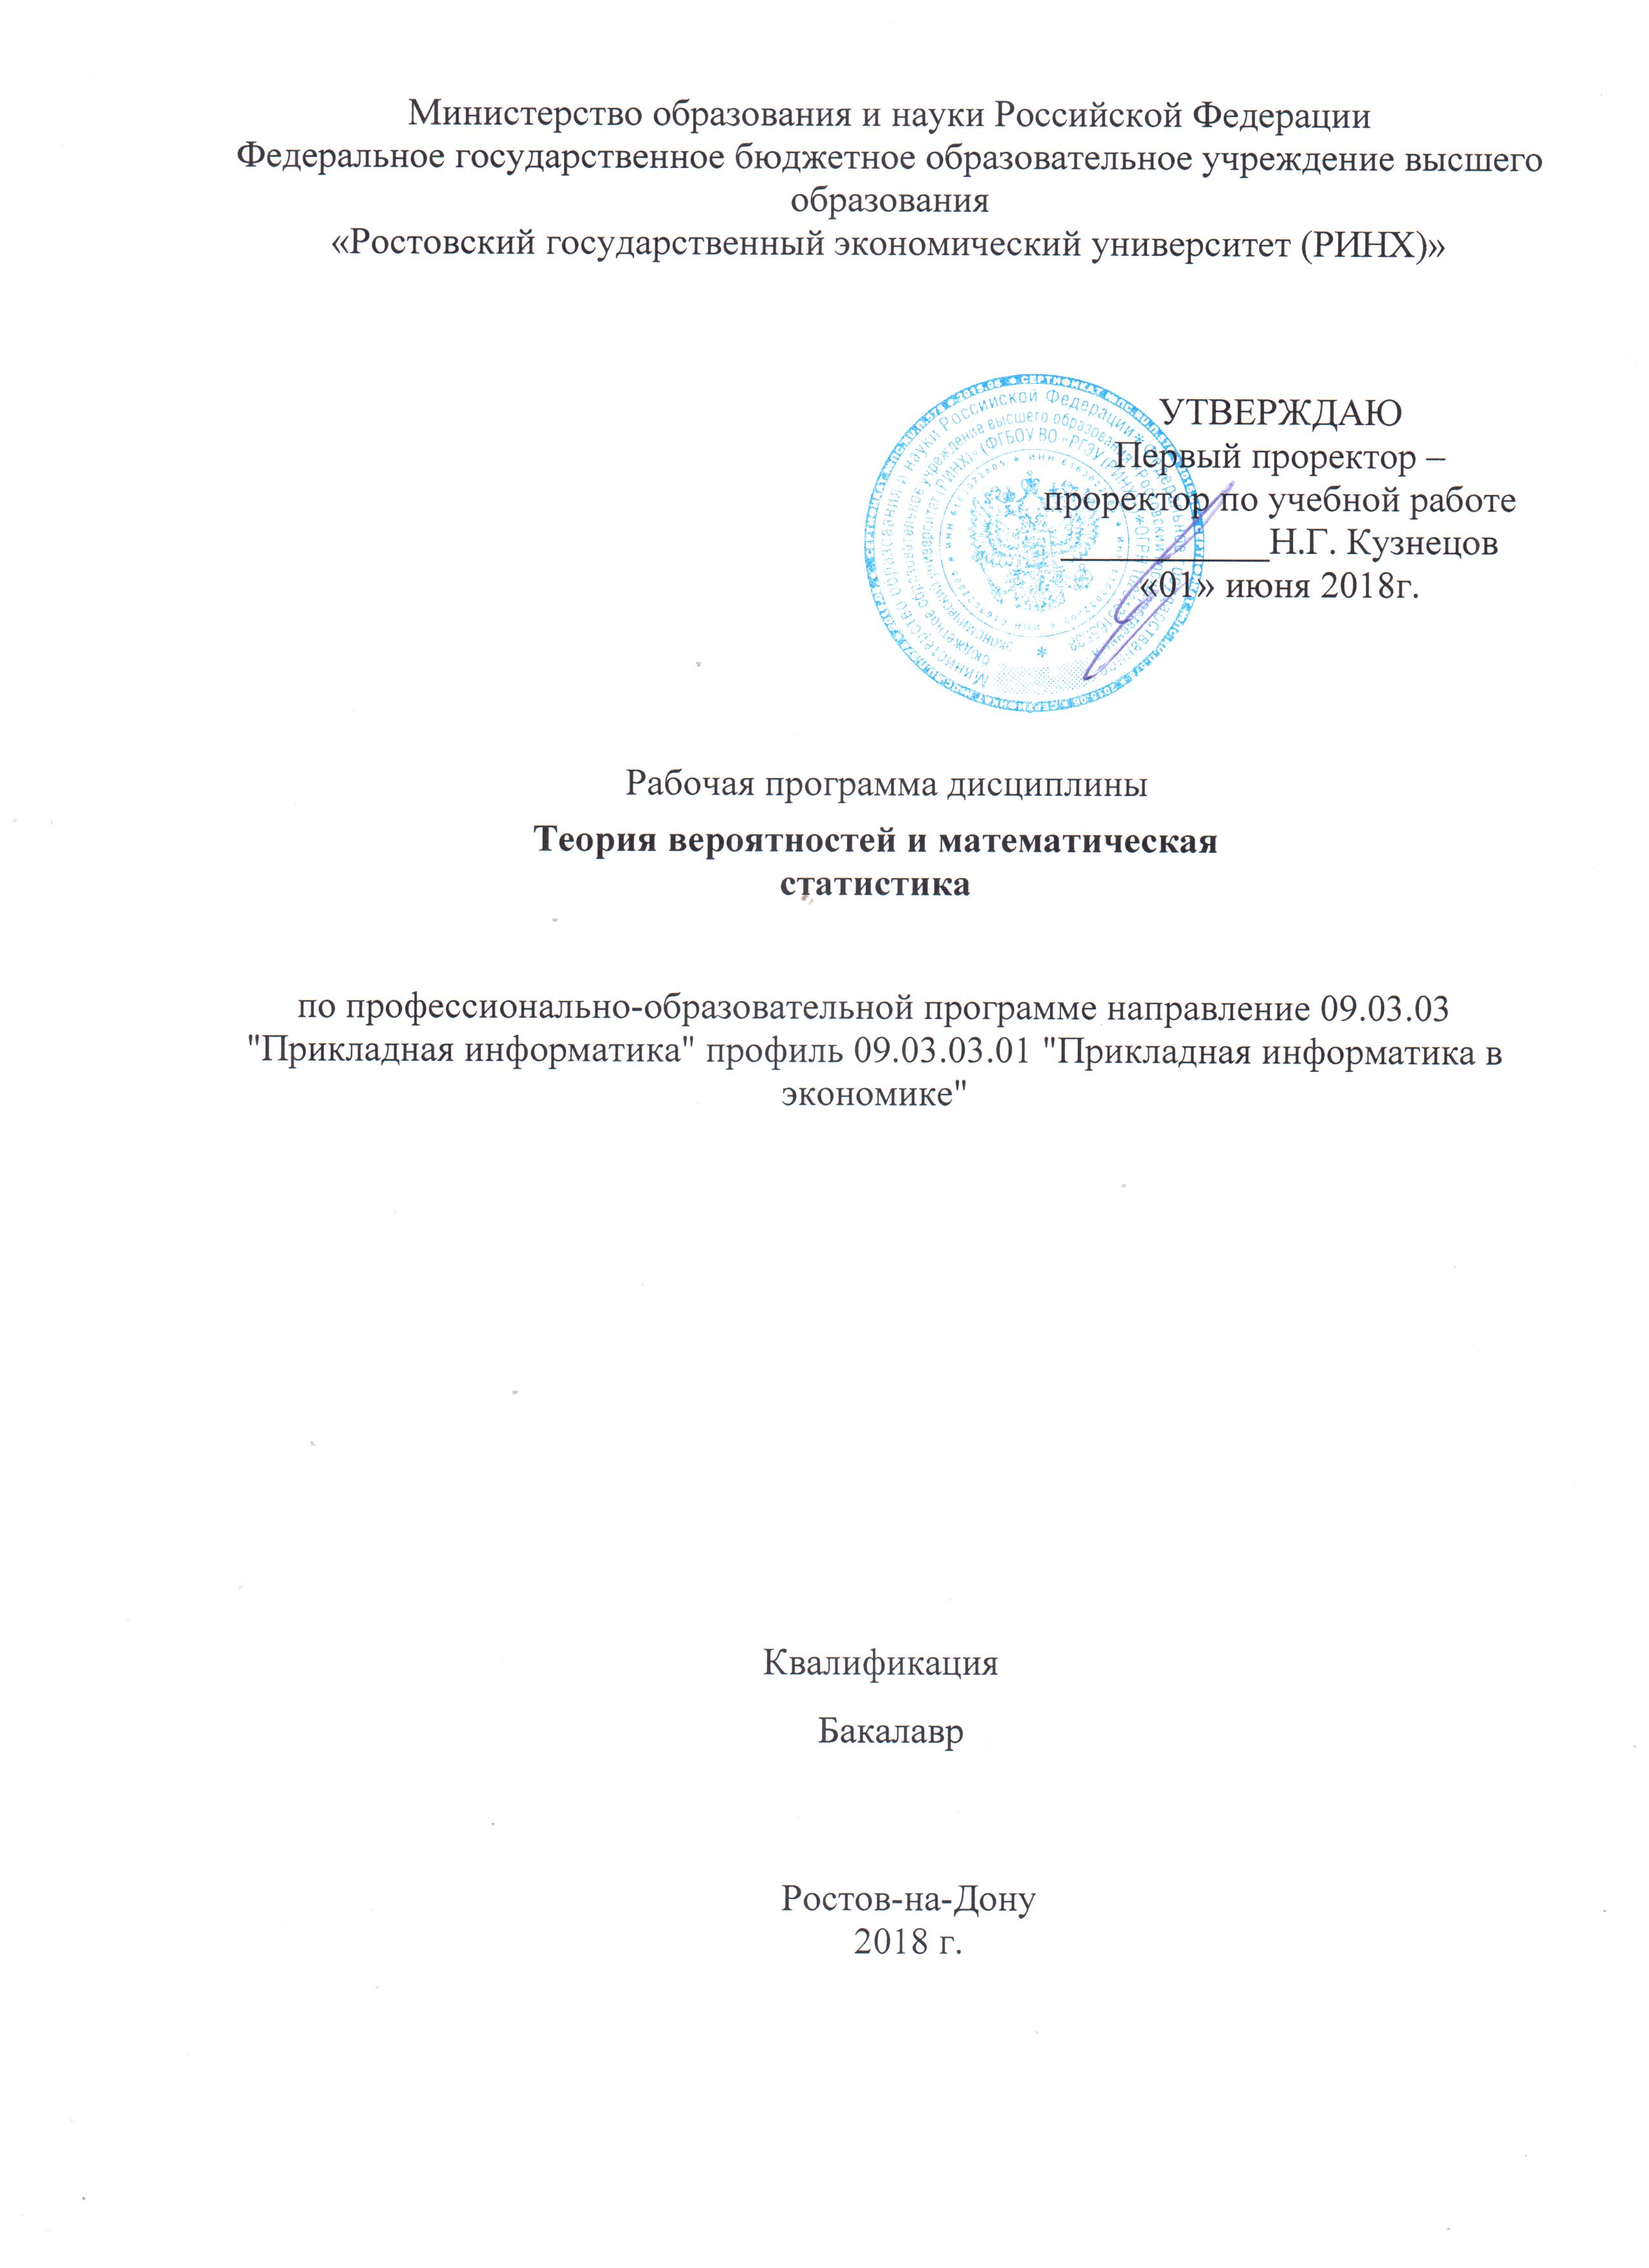 Министерство образования и науки Российской Федерации
Федеральное государственное бюджетное образовательное учреждение высшего
образования
«Ростовский государственный экономический университет (РИНХ)»
УТВЕРЖДАЮ
Первый проректор –
проректор по учебной работе
___________Н.Г. Кузнецов
«01» июня 2018г.
Рабочая программа дисциплины
Теория вероятностей и математическая
статистика
по профессионально-образовательной программе направление 09.03.03
"Прикладная информатика" профиль 09.03.03.01 "Прикладная информатика в
экономике"
Квалификация
Бакалавр
Ростов-на-Дону
2018 г.